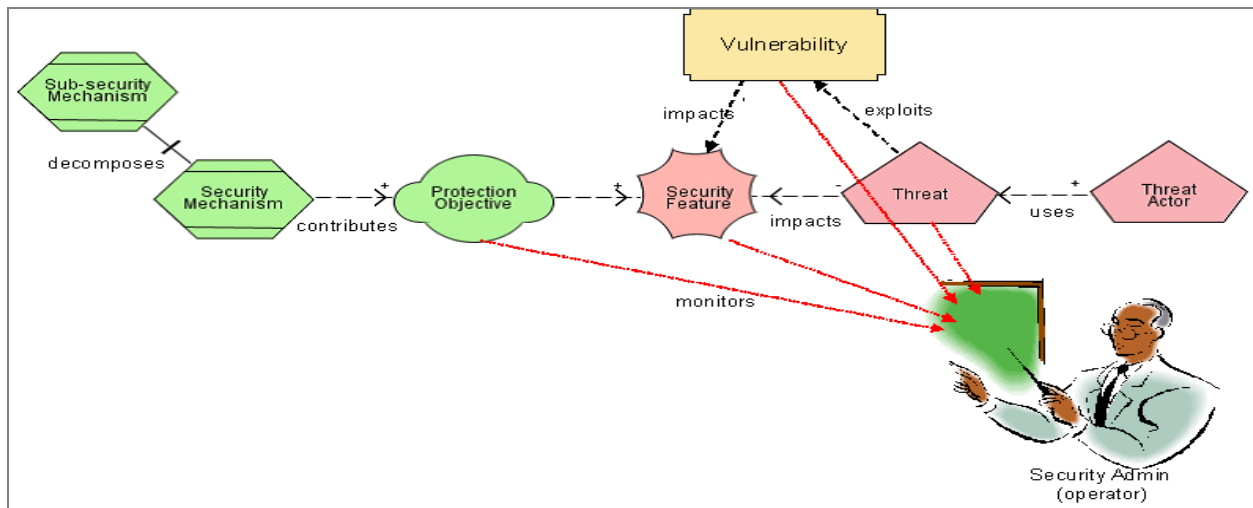 Vulnerability
Sub-security
Mechanism
impacts
exploits
decomposes
Security
Mechanism
+
contributes
Protection
Objective
+
Security
Feature
-
impacts
Threat
+
uses
Threat
Actor
monitors
Security Admin
(operator)